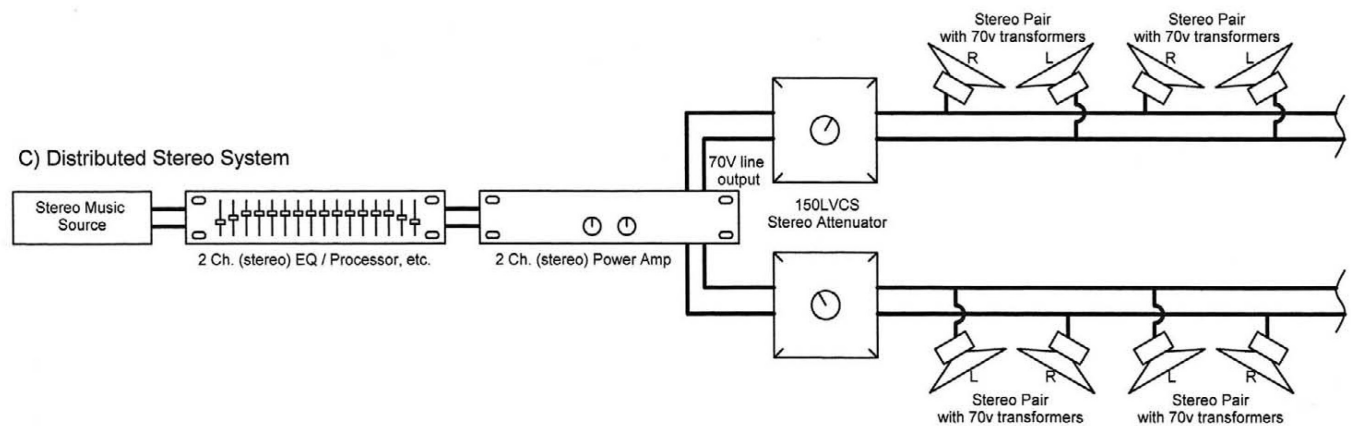 Stereo Pair
with 70v transformers
R
L
Stereo Pair
with 70v transformers
R
L
C) Distributed Stereo System
70V line
output
Stereo Music
Source
150LVCS
Stereo Attenuator
2 Ch. (stereo) EQ / Processor, etc.
2 Ch. (stereo) Power Amp
L
R
Stereo Pair
with 70v transformers
L
R
Stereo Pair
with 70v transformers